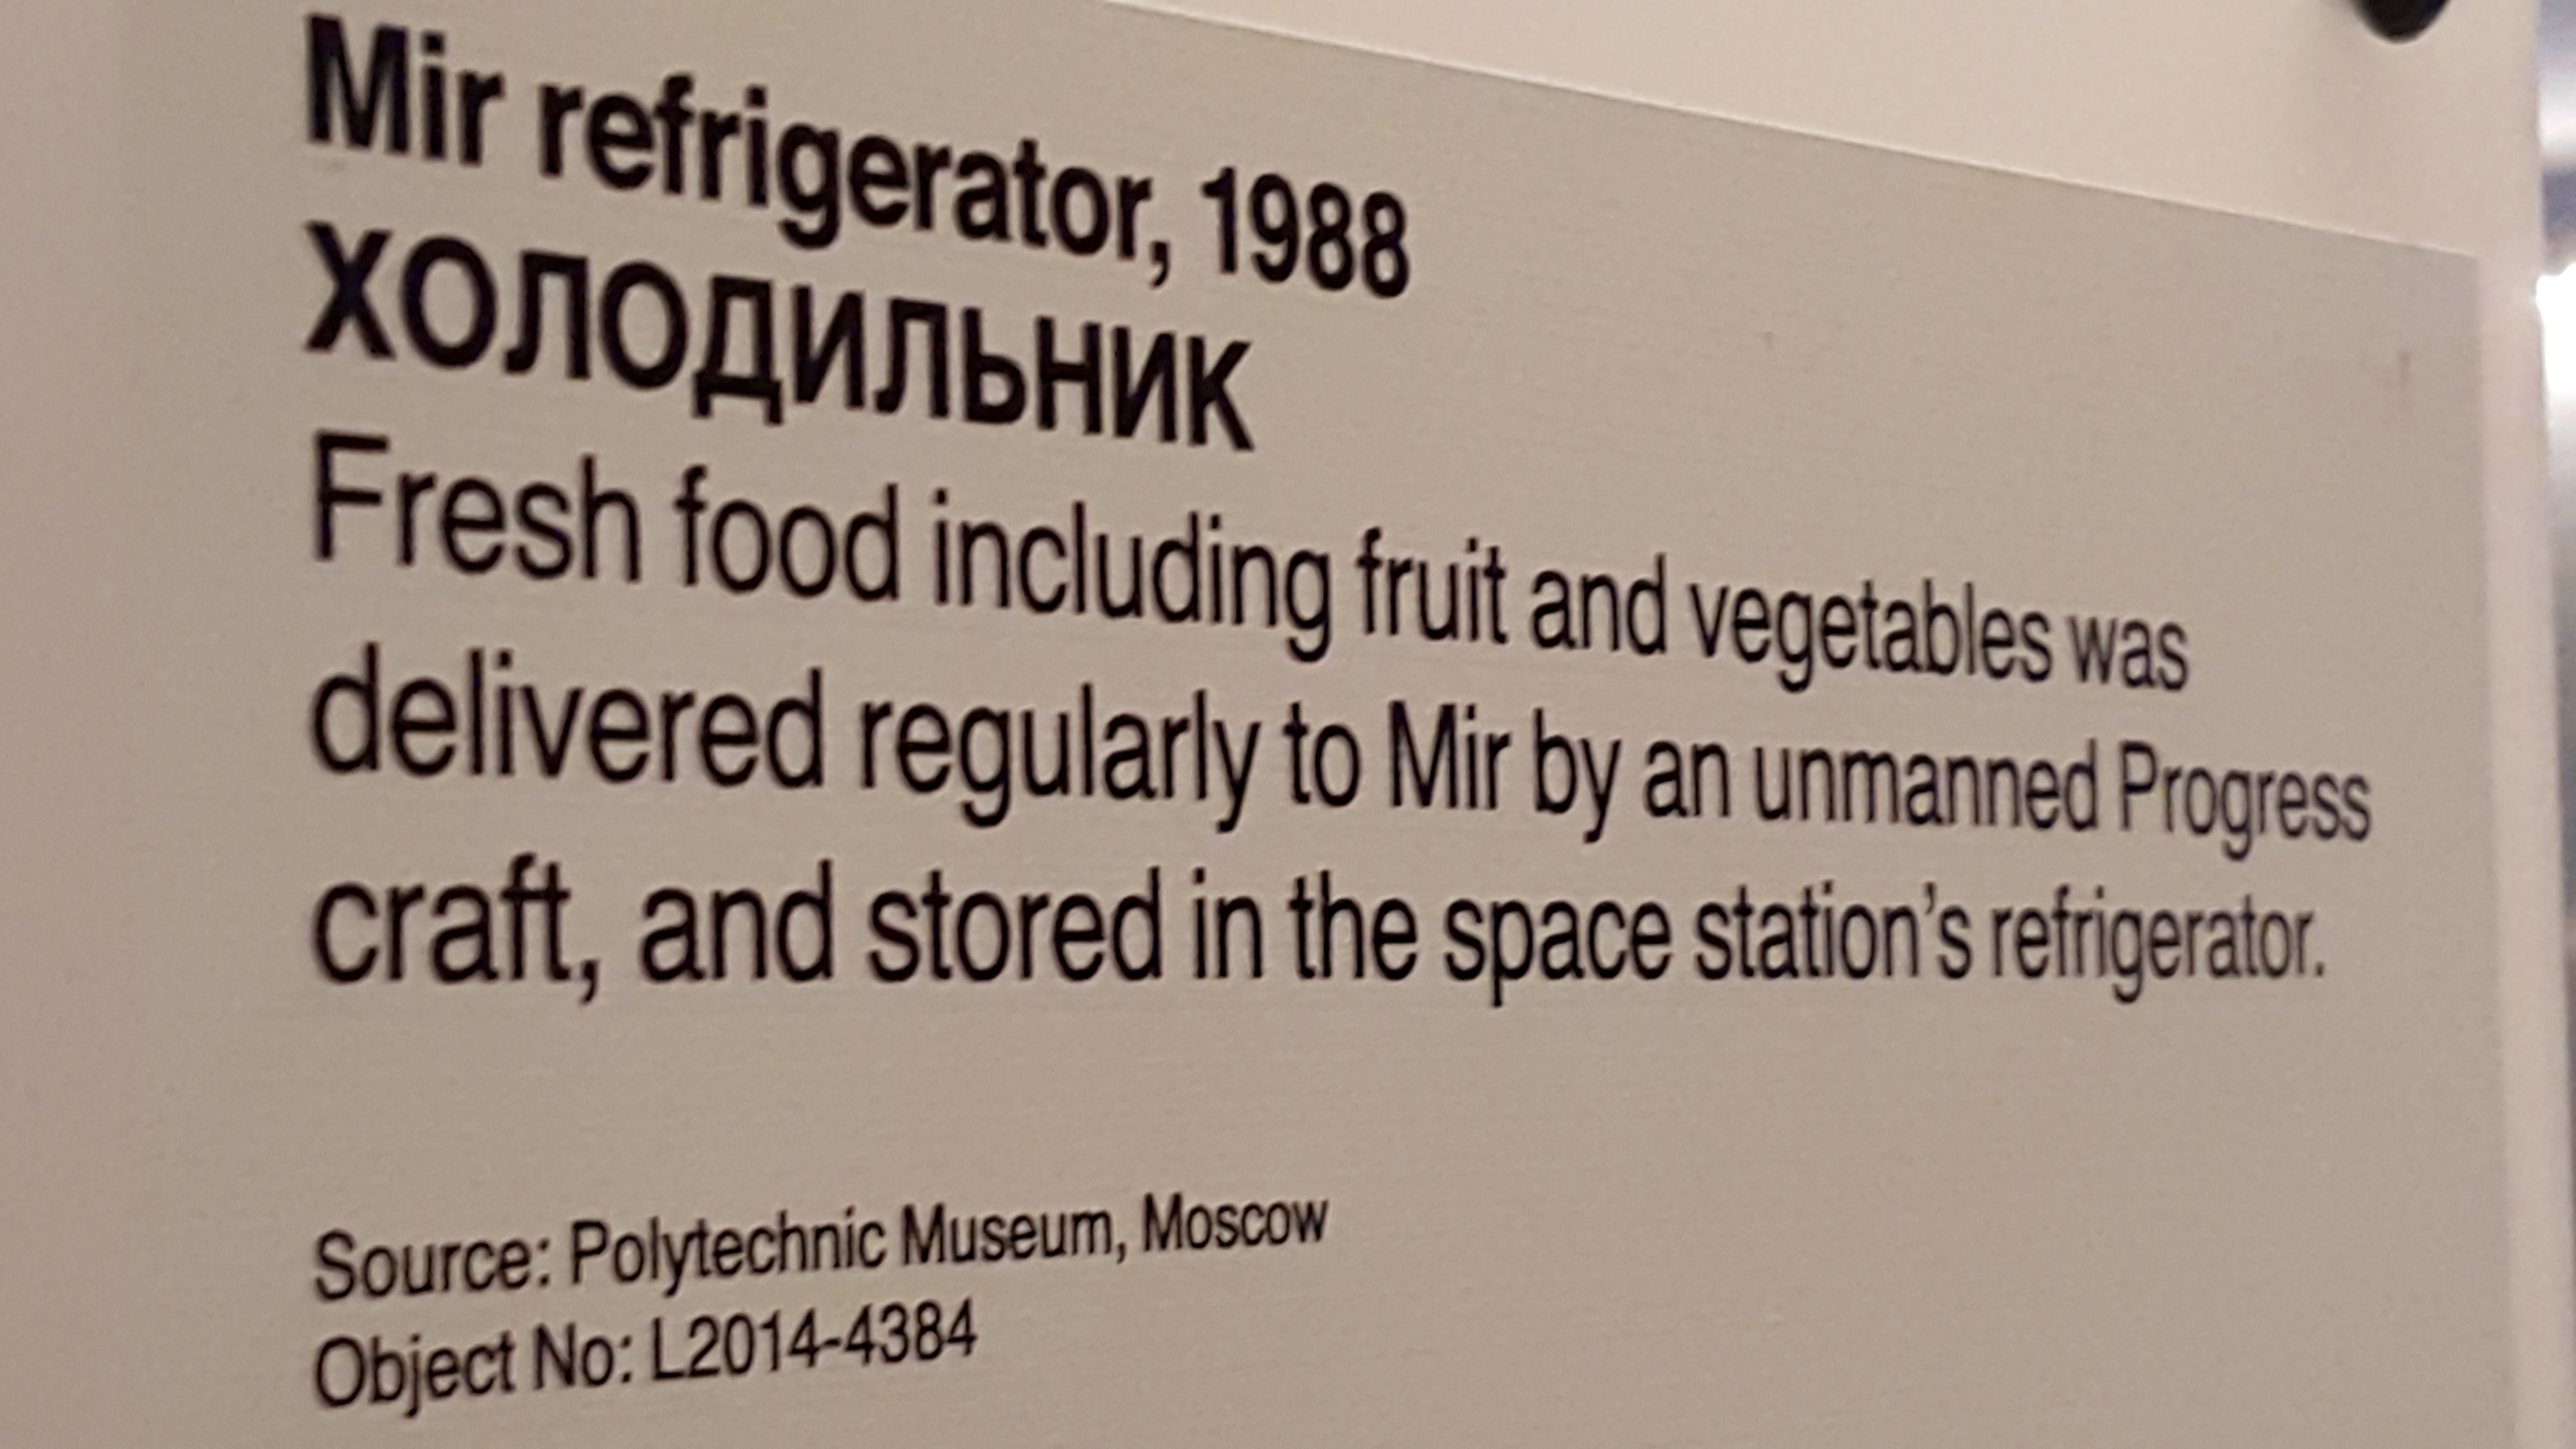 Mir refrigerator, 1988
ХОЛОДИЛЬНИК
Fresh food including fruit and vegetables was
delivered regularly to Mir by an unmanned Progress
craft, and stored in the space station’s refrigerator.
Source: Polytechnic Museum, Moscow
Object No: L2014-4384